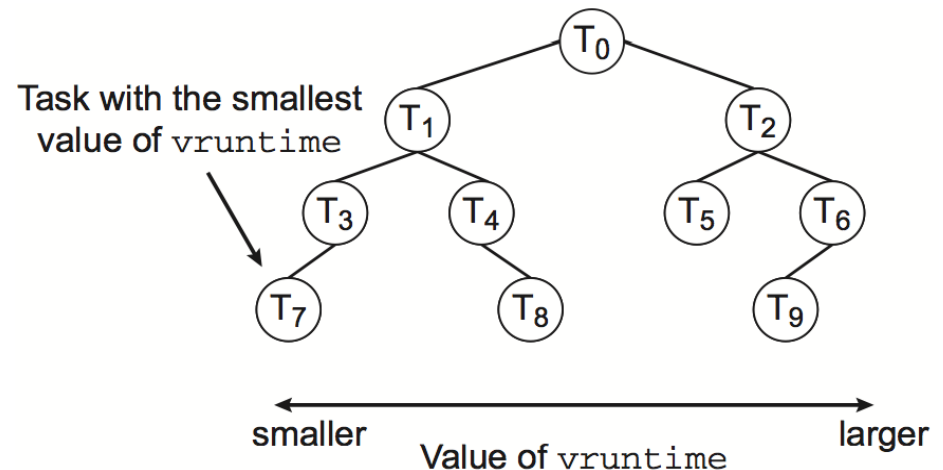 T0
Task with the smallest
value of vruntime
T1
T2
T3
T4
T5
T6
T7
T8
T9
smaller
larger
Value of vruntime